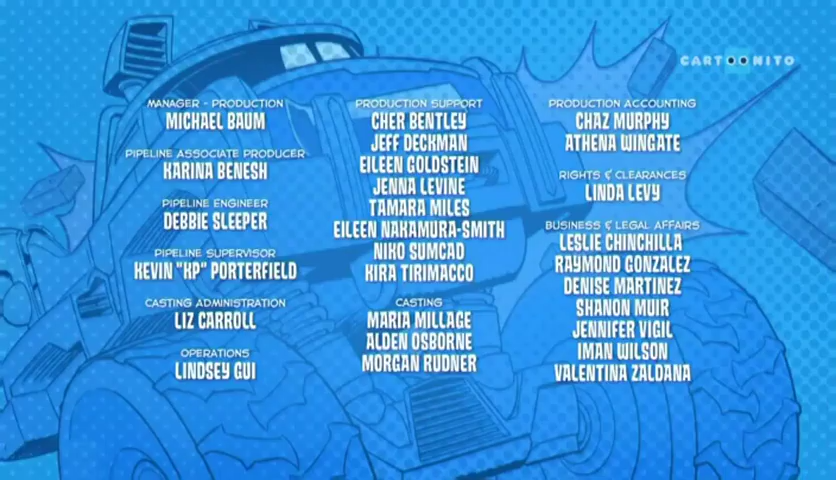 CARTOONITO
MANAGER - PRODUCTION
MICHAEL BAUM
PIPELINE ASSOCIATE PRODUCER
KARINA BENESH
PIPELINE ENGINEER
DEBBIE SLEEPER
PIPELINE SUPERVISOR
KEVIN "KP" PORTERFIELD
CASTING ADMINISTRATION
LIZ CARROLL
OPERATIONS
LINDSEY GUI
PRODUCTION SUPPORT
CHER BENTLEY
JEFF DECKMAN
EILEEN GOLDSTEIN
JENNA LEVINE
TAMARA MILES
EILEEN NAKAMURA-SMITH
NIKO SUMCAD
KIRA TIRIMACCO
CASTING
MARIA MILLAGE
ALDEN OSBORNE
MORGAN RUDNER
PRODUCTION ACCOUNTING
CHAZ MURPHY
ATHENA WINGATE
RIGHTS & CLEARANCES
LINDA LEVY
BUSINESS & LEGAL AFFAIRS
LESLIE CHINCHILLA
RAYMOND GONZALEZ
DENISE MARTINEZ
SHANON MUIR
JENNIFER VIGIL
IMAN WILSON
VALENTINA ZALDANA